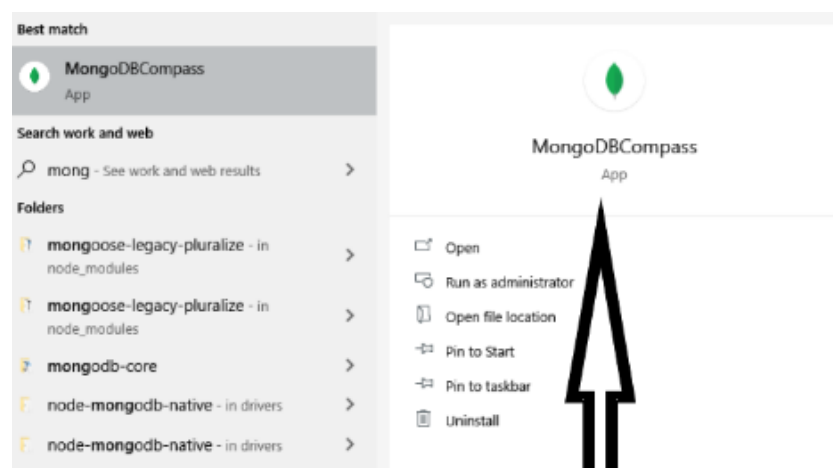 Best match
MongoDBCompass
App
Search work and web
mong - See work and web results
Folders
mongoose-legacy-pluralize - in
node_modules
mongoose-legacy-pluralize - in
node_modules
mongodb-core
node-mongodb-native - in drivers
node-mongodb-native - in drivers
MongoDBCompass
App
Open
Run as administrator
Open file location
Pin to Start
Pin to taskbar
Uninstall